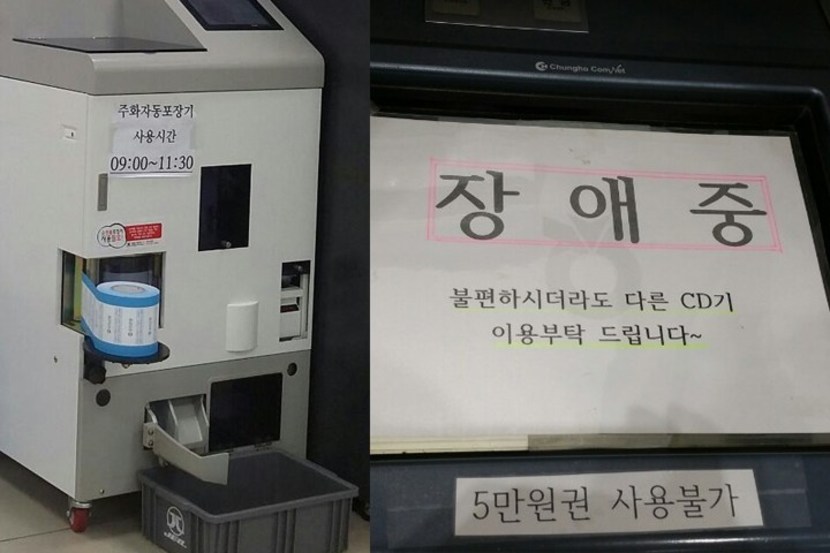 주화자동포장기
사용시간
09:00~11:30
Chungho ComNet
장애중
불편하시더라도 다른 CD기
이용부탁 드립니다~
5만원권 사용불가